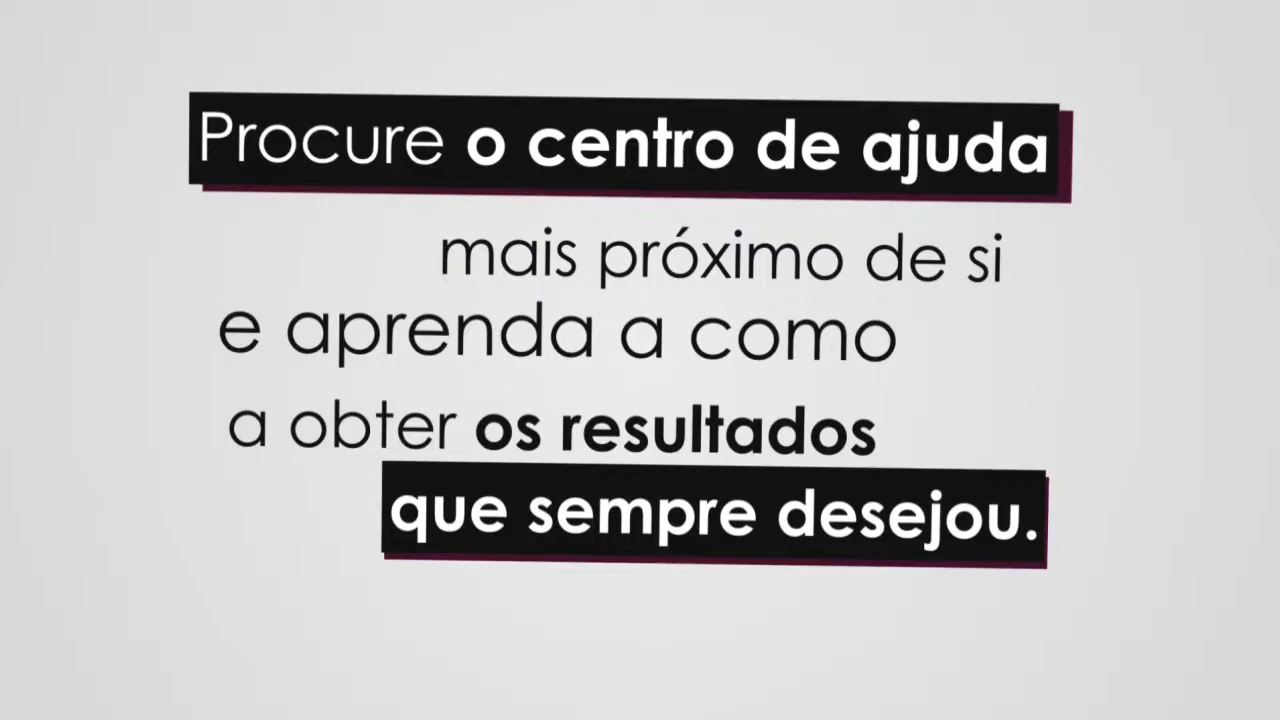 Procure o centro de ajuda
mais próximo de si
e aprenda a como
a obter os resultados
que sempre desejou.